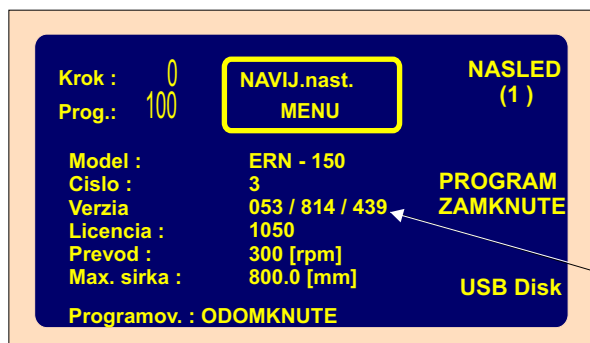 Krok : 0
Prog.: 100
NAVIJ.nast.
MENU
NASLED
(1 )
Model : ERN - 150
Cislo : 3
Verzia 053 / 814 / 439
Licencia : 1050
Prevod : 300 [rpm]
Max. sirka : 800.0 [mm]
Programov. : ODOMKNUTE
PROGRAM
ZAMKNUTE
USB Disk